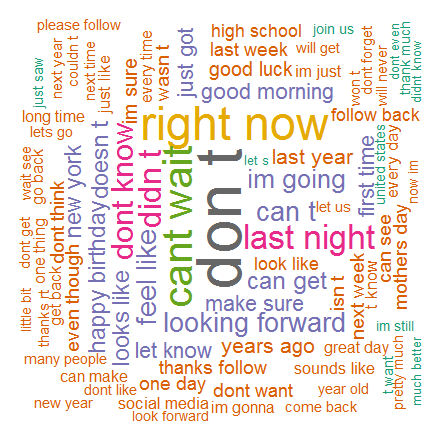 please follow
high school
join us
last week
will get
good luck
im just
good morning
right now
follow back
let s
last year
im going
can t
let us
last night
look like
can get
make sure
looking forward
let know
years ago
great day
im still
many people
thanks follow
sounds like
can make
one day
dont want
year old
dont like
new year
social media
im gonna
come back
look forward
just saw
next year
couldn t
next time
just like
im sure
every time
wasn t
just got
won t
dont forget
will never
dont even
thank much
didnt know
long time
lets go
wait see
go back
dont get
one thing
little bit
thanks rt
get back
dont think
even though
new york
happy birthday
doesn t
dont know
looks like
didn t
feel like
cant wait
don t
first time
united states
every day
now im
isn t
next week
t know
can see
mothers day
t want
pretty much
much better